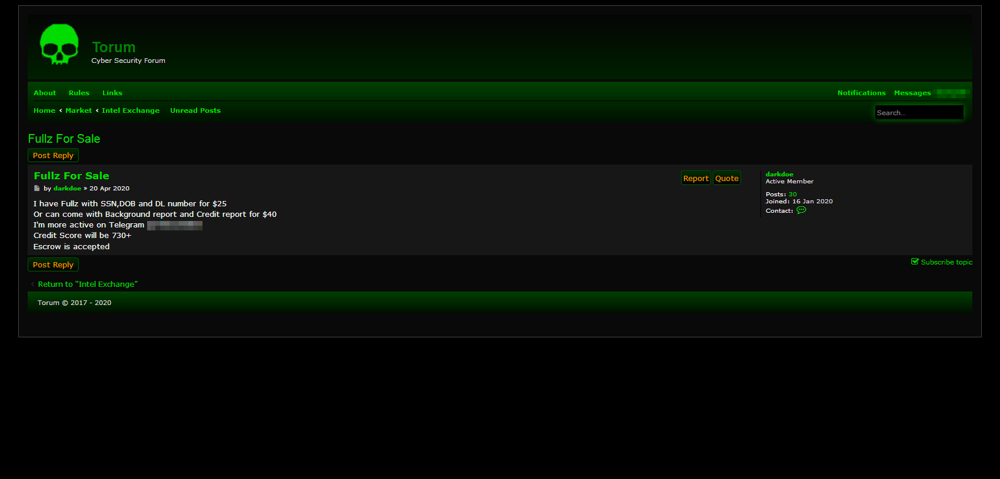 Torum
Cyber Security Forum
About Rules Links
Notifications Messages
Home ‹ Market ‹ Intel Exchange Unread Posts
Search...
Fullz For Sale
Post Reply
Fullz For Sale
Report Quote
by darkdoe » 20 Apr 2020
darkdoe
Active Member
Posts: 30
Joined: 16 Jan 2020
Contact:
I have Fullz with SSN,DOB and DL number for $25
Or can come with Background report and Credit report for $40
I'm more active on Telegram
Credit Score will be 730+
Escrow is accepted
Post Reply
Subscribe topic
‹ Return to “Intel Exchange”
Torum © 2017 - 2020